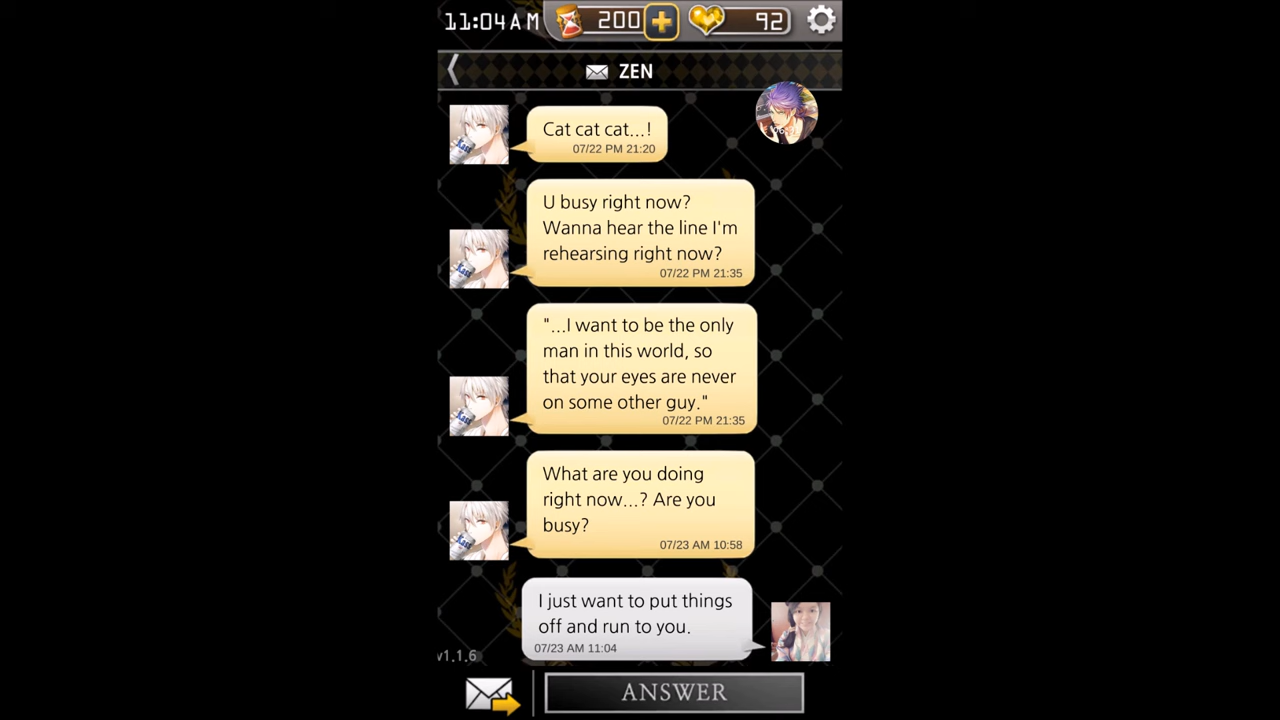 11:04AM
200
92
ZEN
Cat cat cat...!
07/22 PM 21:20
U busy right now?
Wanna hear the line I'm
rehearsing right now?
07/22 PM 21:35
"...I want to be the only
man in this world, so
that your eyes are never
on some other guy."
07/22 PM 21:35
What are you doing
right now...? Are you
busy?
07/23 AM 10:58
I just want to put things
off and run to you.
07/23 AM 11:04
v1.1.6
ANSWER